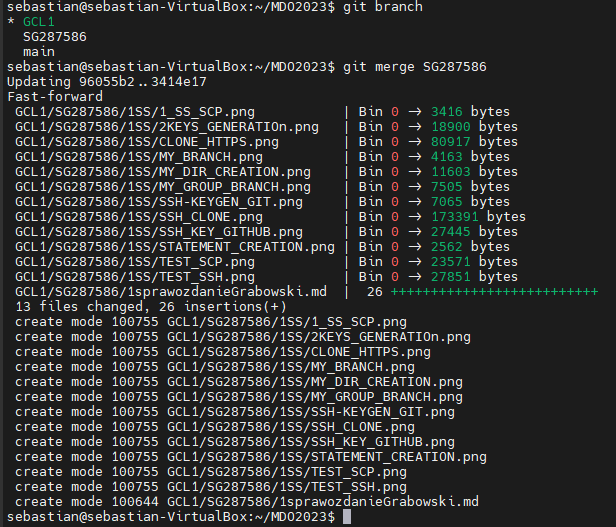 sebastian@sebastian-VirtualBox:~/MDO2023$ git branch
* GCL1
  SG287586
  main
sebastian@sebastian-VirtualBox:~/MDO2023$ git merge SG287586
Updating 96055b2..3414e17
Fast-forward
 GCL1/SG287586/1SS/1_SS_SCP.png           | Bin 0 -> 3416 bytes
 GCL1/SG287586/1SS/2KEYS_GENERATIOn.png   | Bin 0 -> 18900 bytes
 GCL1/SG287586/1SS/CLONE_HTTPS.png        | Bin 0 -> 80917 bytes
 GCL1/SG287586/1SS/MY_BRANCH.png          | Bin 0 -> 4163 bytes
 GCL1/SG287586/1SS/MY_DIR_CREATION.png    | Bin 0 -> 11603 bytes
 GCL1/SG287586/1SS/MY_GROUP_BRANCH.png    | Bin 0 -> 7505 bytes
 GCL1/SG287586/1SS/SSH-KEYGEN_GIT.png     | Bin 0 -> 7065 bytes
 GCL1/SG287586/1SS/SSH_CLONE.png          | Bin 0 -> 173391 bytes
 GCL1/SG287586/1SS/SSH_KEY_GITHUB.png     | Bin 0 -> 27445 bytes
 GCL1/SG287586/1SS/STATEMENT_CREATION.png | Bin 0 -> 2562 bytes
 GCL1/SG287586/1SS/TEST_SCP.png           | Bin 0 -> 23571 bytes
 GCL1/SG287586/1SS/TEST_SSH.png           | Bin 0 -> 27851 bytes
 GCL1/SG287586/1sprawozdanieGrabowski.md  |  26 ++++++++++++++++++++++++++
 13 files changed, 26 insertions(+)
 create mode 100755 GCL1/SG287586/1SS/1_SS_SCP.png
 create mode 100755 GCL1/SG287586/1SS/2KEYS_GENERATIOn.png
 create mode 100755 GCL1/SG287586/1SS/CLONE_HTTPS.png
 create mode 100755 GCL1/SG287586/1SS/MY_BRANCH.png
 create mode 100755 GCL1/SG287586/1SS/MY_DIR_CREATION.png
 create mode 100755 GCL1/SG287586/1SS/MY_GROUP_BRANCH.png
 create mode 100755 GCL1/SG287586/1SS/SSH-KEYGEN_GIT.png
 create mode 100755 GCL1/SG287586/1SS/SSH_CLONE.png
 create mode 100755 GCL1/SG287586/1SS/SSH_KEY_GITHUB.png
 create mode 100755 GCL1/SG287586/1SS/STATEMENT_CREATION.png
 create mode 100755 GCL1/SG287586/1SS/TEST_SCP.png
 create mode 100755 GCL1/SG287586/1SS/TEST_SSH.png
 create mode 100644 GCL1/SG287586/1sprawozdanieGrabowski.md
sebastian@sebastian-VirtualBox:~/MDO2023$